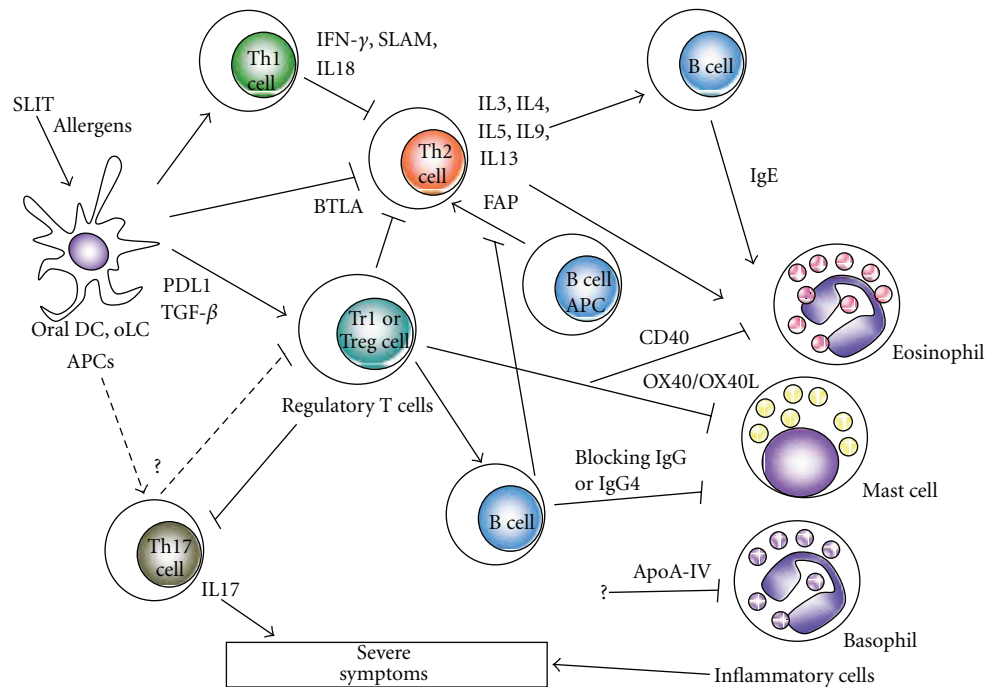 SLIT
Allergens
Th1
cell
IFN-γ, SLAM,
IL18
Th2
cell
IL3, IL4,
IL5, IL9,
IL13
B cell
IgE
BTLA
FAP
B cell
APC
PDL1
TGF-β
Oral DC, oLC
APCs
Tr1 or
Treg cell
Regulatory T cells
CD40
OX40/OX40L
Eosinophil
?
Th17
cell
IL17
B cell
Blocking IgG
or IgG4
Mast cell
?
ApoA-IV
Basophil
Severe
symptoms
Inflammatory cells